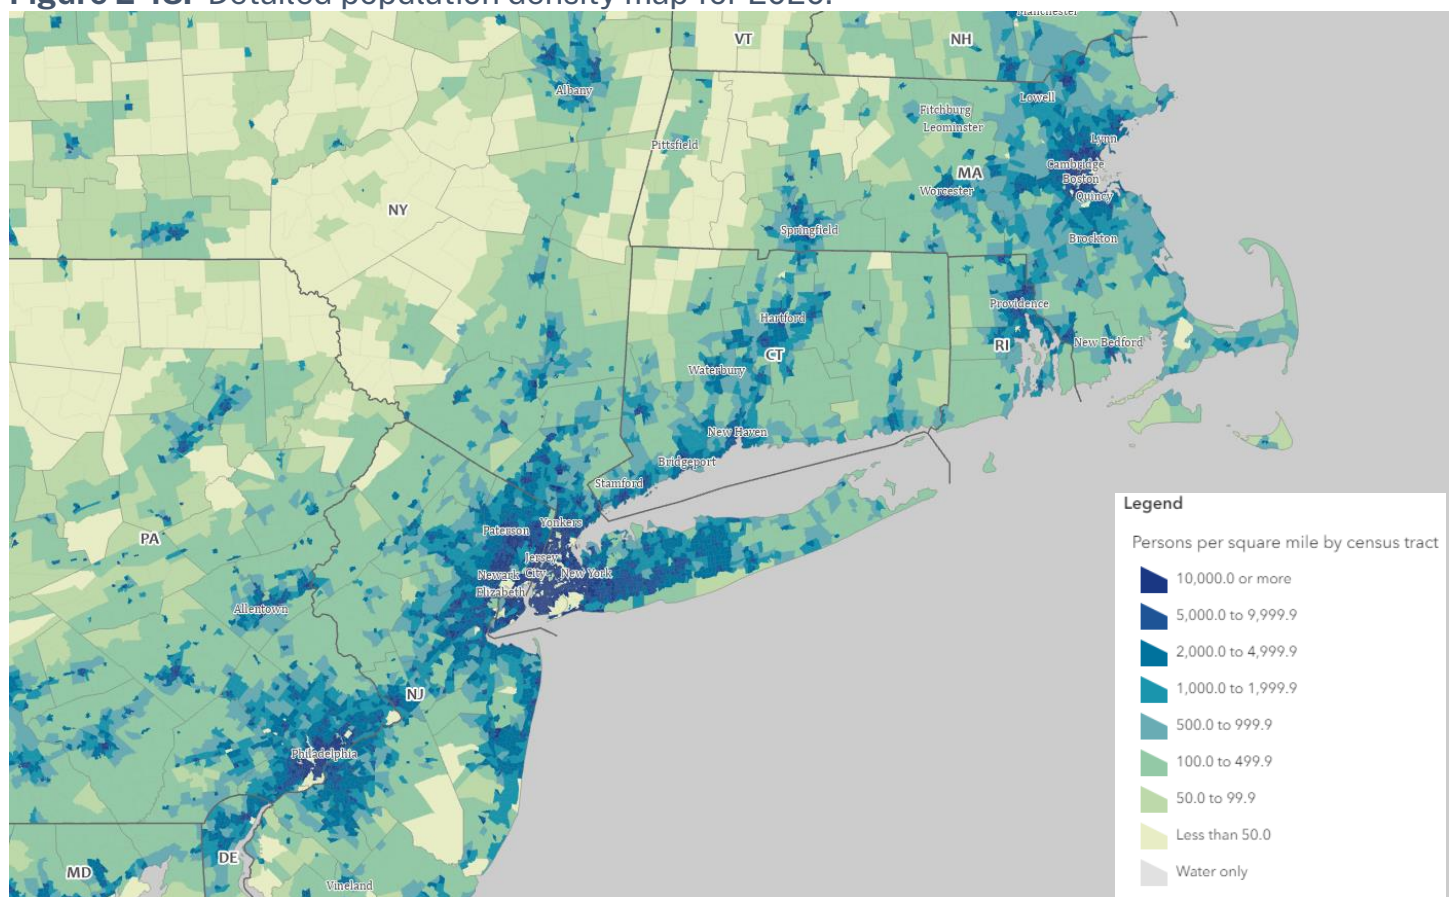 Figure 2-48. Detailed population density map for 2020.
Manchester
VT
NH
Albany
Lowell
Fitchburg
Leominster
Lynn
Pittsfield
Cambridge
MA
Boston
Worcester
Quincy
NY
Springfield
Brockton
Providence
Hartford
RI
New Bedford
CT
Waterbury
New Haven
Bridgeport
Stamford
Yonkers
Paterson
PA
Jersey
City
Newark
New York
Elizabeth
Allentown
NJ
Philadelphia
DE
MD
Vineland
Legend
Persons per square mile by census tract
10,000.0 or more
5,000.0 to 9,999.9
2,000.0 to 4,999.9
1,000.0 to 1,999.9
500.0 to 999.9
100.0 to 499.9
50.0 to 99.9
Less than 50.0
Water only